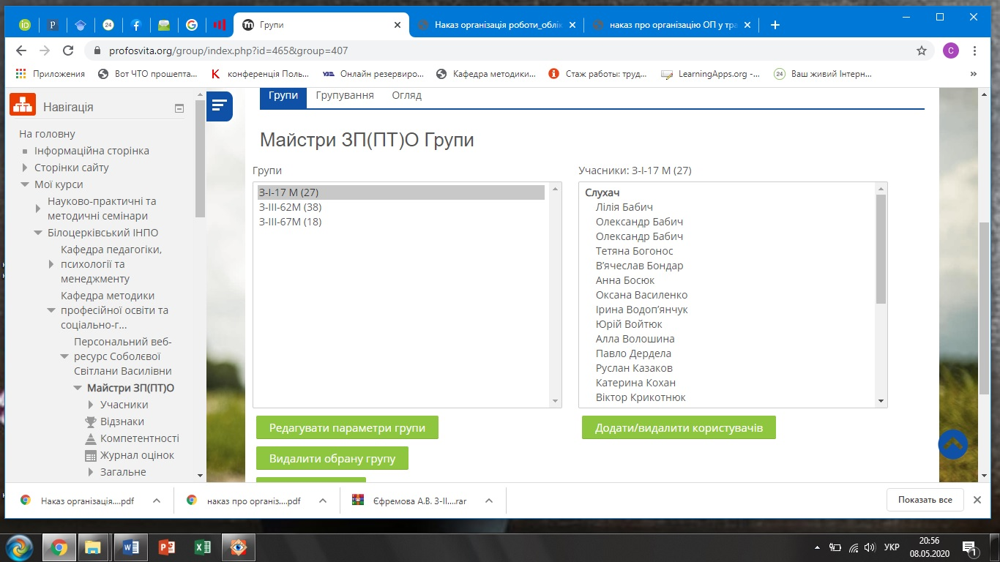 Групи
Наказ організація роботи_облік
наказ про організацію ОП у тра
profosvita.org/group/index.php?id=465&group=407
С
Приложения
Вот ЧТО прошепта...
конференція Поль...
Онлайн резервиро...
Кафедра методики...
Стаж работы: труд...
LearningApps.org -...
24
Ваш живий Інтерн...
»
Навігація
На головну
Інформаційна сторінка
Сторінки сайту
Мої курси
Науково-практичні та
методичні семінари
Білоцерківський ІНПО
Кафедра педагогіки,
психології та
менеджменту
Кафедра методики
професійної освіти та
соціально-г...
Персональний веб-
ресурс Соболєвої
Світлани Василівни
Майстри ЗП(ПТ)О
Учасники
Відзнаки
Компетентності
Журнал оцінок
Загальне
Групи
Групування
Огляд
Майстри ЗП(ПТ)О Групи
Групи
З-І-17 М (27)
З-ІІІ-62М (38)
З-ІІІ-67М (18)
Редагувати параметри групи
Видалити обрану групу
Учасники: З-І-17 М (27)
Слухач
Лілія Бабич
Олександр Бабич
Олександр Бабич
Тетяна Богонос
В'ячеслав Бондар
Анна Босюк
Оксана Василенко
Ірина Водоп'янчук
Юрій Войтюк
Алла Волошина
Павло Дердела
Руслан Казаков
Катерина Кохан
Віктор Крикотнюк
Додати/видалити користувачів
Наказ організація....pdf
наказ про організ....pdf
Єфремова А.В. З-ІІ....rar
Показать все
УКР
20:56
08.05.2020
1